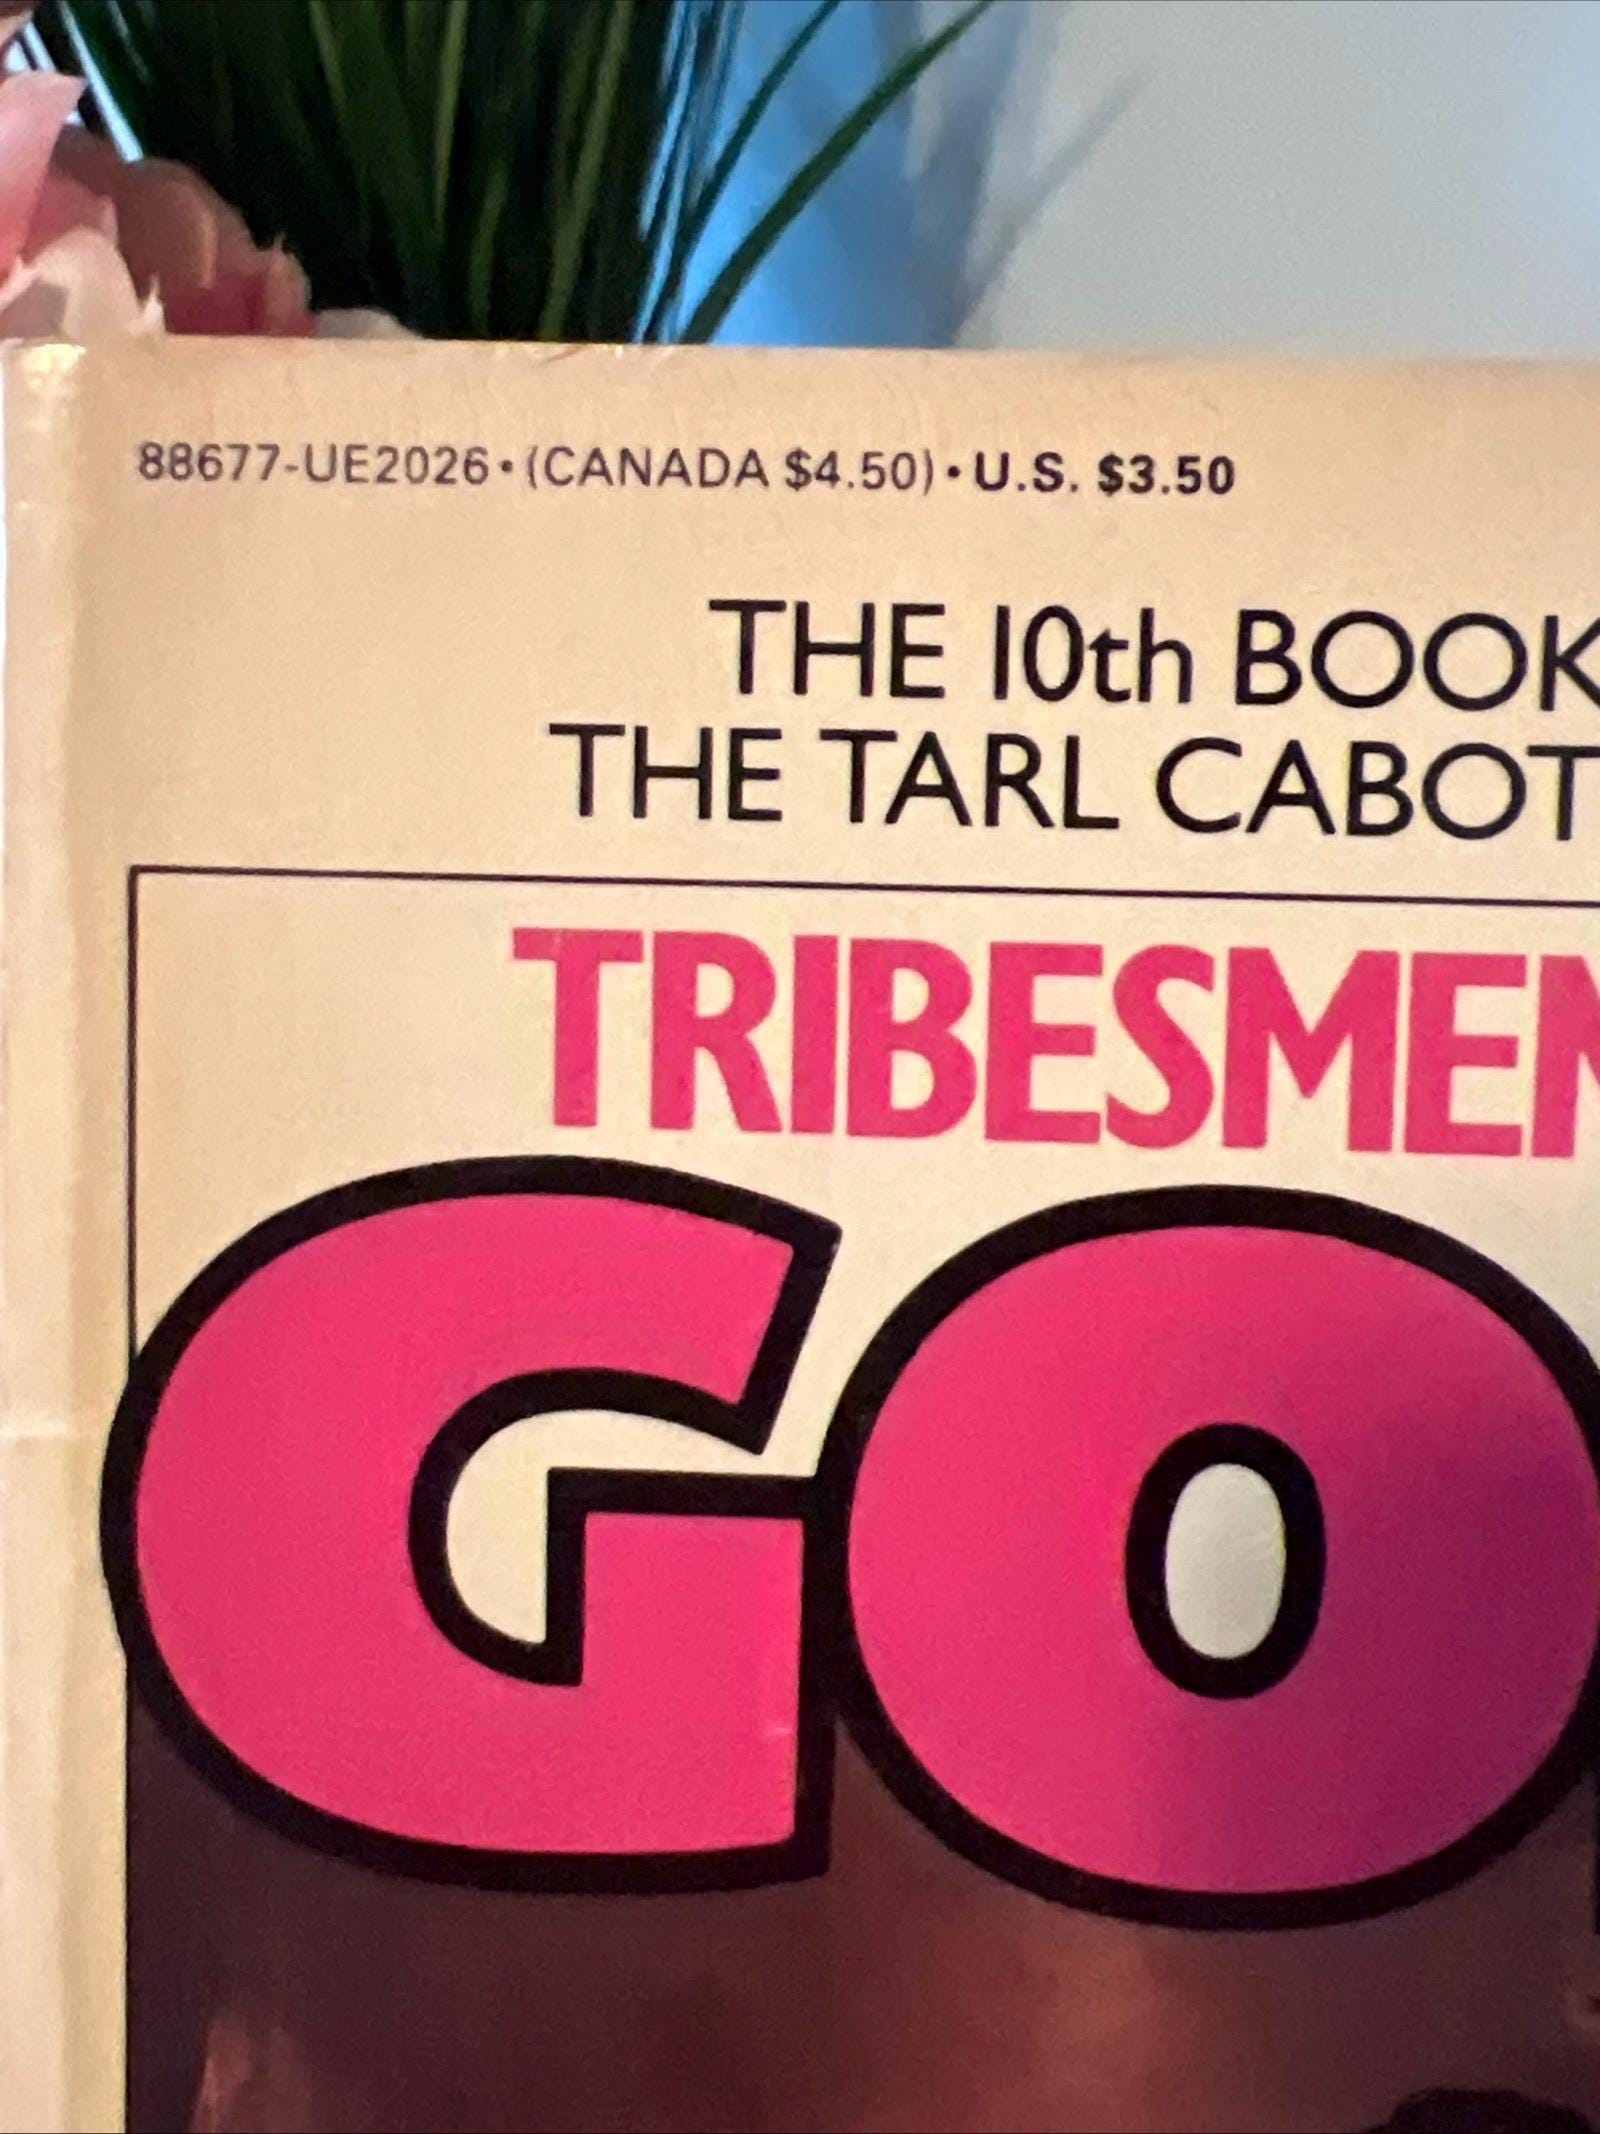 88677-UE2026 • (CANADA $4.50) • U.S. $3.50
THE 10th BOOK
THE TARL CABOT
TRIBESMEN
GO